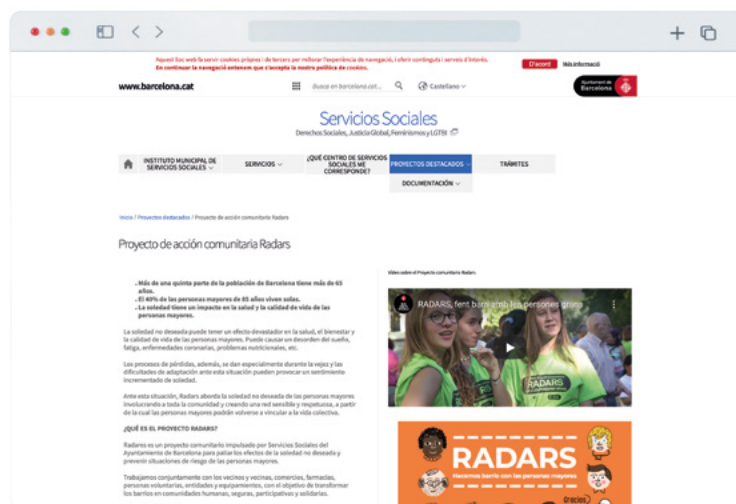 Aquest lloc web fa servir cookies pròpies i de tercers per millorar l'experiència de navegació, i oferir continguts i serveis d'interès.
En continuar la navegació entenem que s'accepta la nostra política de cookies.
D'acord
Més informació
www.barcelona.cat
Busca en barcelona.cat...
Castellano
Ajuntament de
Barcelona
Servicios Sociales
Derechos Sociales, Justicia Global, Feminismos y LGTBI
INSTITUTO MUNICIPAL DE
SERVICIOS SOCIALES
SERVICIOS
¿QUÉ CENTRO DE SERVICIOS
SOCIALES ME
CORRESPONDE?
PROYECTOS DESTACADOS
TRÁMITES
DOCUMENTACIÓN
Inicio / Proyectos destacados / Proyecto de acción comunitaria Radars
Proyecto de acción comunitaria Radars
. Más de una quinta parte de la población de Barcelona tiene más de 65
años.
. El 40% de las personas mayores de 85 años viven solas.
. La soledad tiene un impacto en la salud y la calidad de vida de las
personas mayores.
La soledad no deseada puede tener un efecto devastador en la salud, el bienestar y
la calidad de vida de las personas mayores. Puede causar un desorden del sueño,
fatiga, enfermedades coronarias, problemas nutricionales, etc.
Los procesos de pérdidas, además, se dan especialmente durante la vejez y las
dificultades de adaptación ante esta situación pueden provocar un sentimiento
incrementado de soledad.
Ante esta situación, Radars aborda la soledad no deseada de las personas mayores
involucrando a toda la comunidad y creando una red sensible y respetuosa, a partir
de la cual las personas mayores podrán volverse a vincular a la vida colectiva.
¿QUÉ ES EL PROYECTO RADARS?
Radares es un proyecto comunitario impulsado por Servicios Sociales del
Ayuntamiento de Barcelona para paliar los efectos de la soledad no deseada y
prevenir situaciones de riesgo de las personas mayores.
Trabajamos conjuntamente con los vecinos y vecinas, comercios, farmacias,
personas voluntarias, entidades y equipamientos, con el objetivo de transformar
los barrios en comunidades humanas, seguras, participativas y solidarias.
Vídeo sobre el Proyecto comunitario Radars
RADARS, fent barri amb les persones grans
RADARS
RADARS
Hacemos barrio con las personas mayores
Gracies